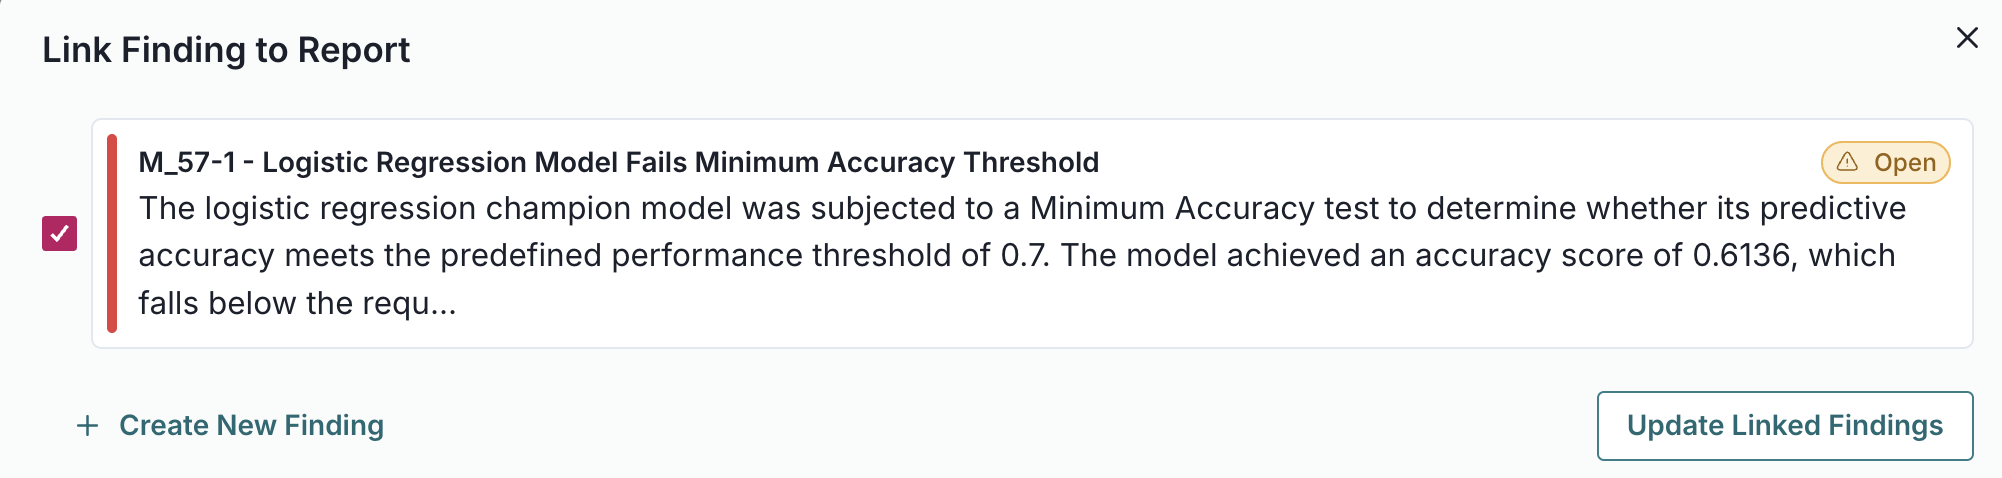 Link Finding to Report
M_57-1 - Logistic Regression Model Fails Minimum Accuracy Threshold
Open
The logistic regression champion model was subjected to a Minimum Accuracy test to determine whether its predictive
accuracy meets the predefined performance threshold of 0.7. The model achieved an accuracy score of 0.6136, which
falls below the requ...
+ Create New Finding
Update Linked Findings